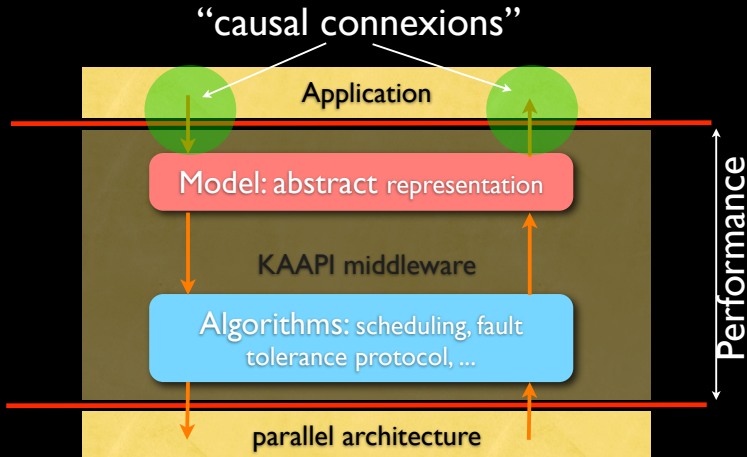 “causal connexions”
Application
Model: abstract representation
KAAPI middleware
Algorithms: scheduling, fault
tolerance protocol, ...
parallel architecture
Performance